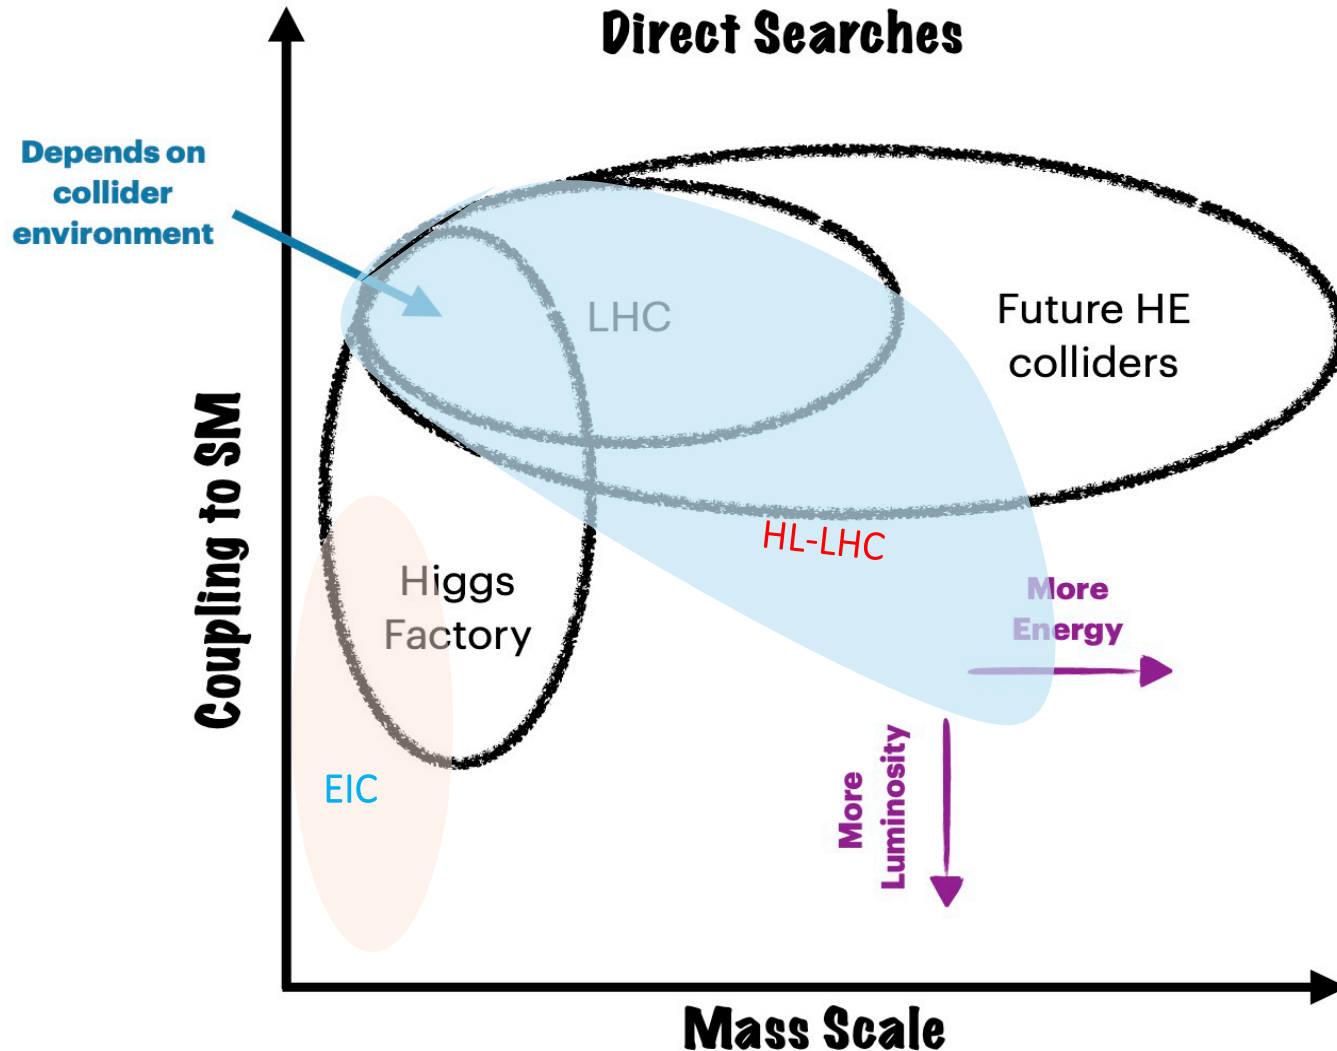 Direct Searches
Depends on
collider
environment
LHC
Future HE
colliders
Coupling to SM
HL-LHC
Higgs
Factory
More
Energy
More
Luminosity
EIC
Mass Scale